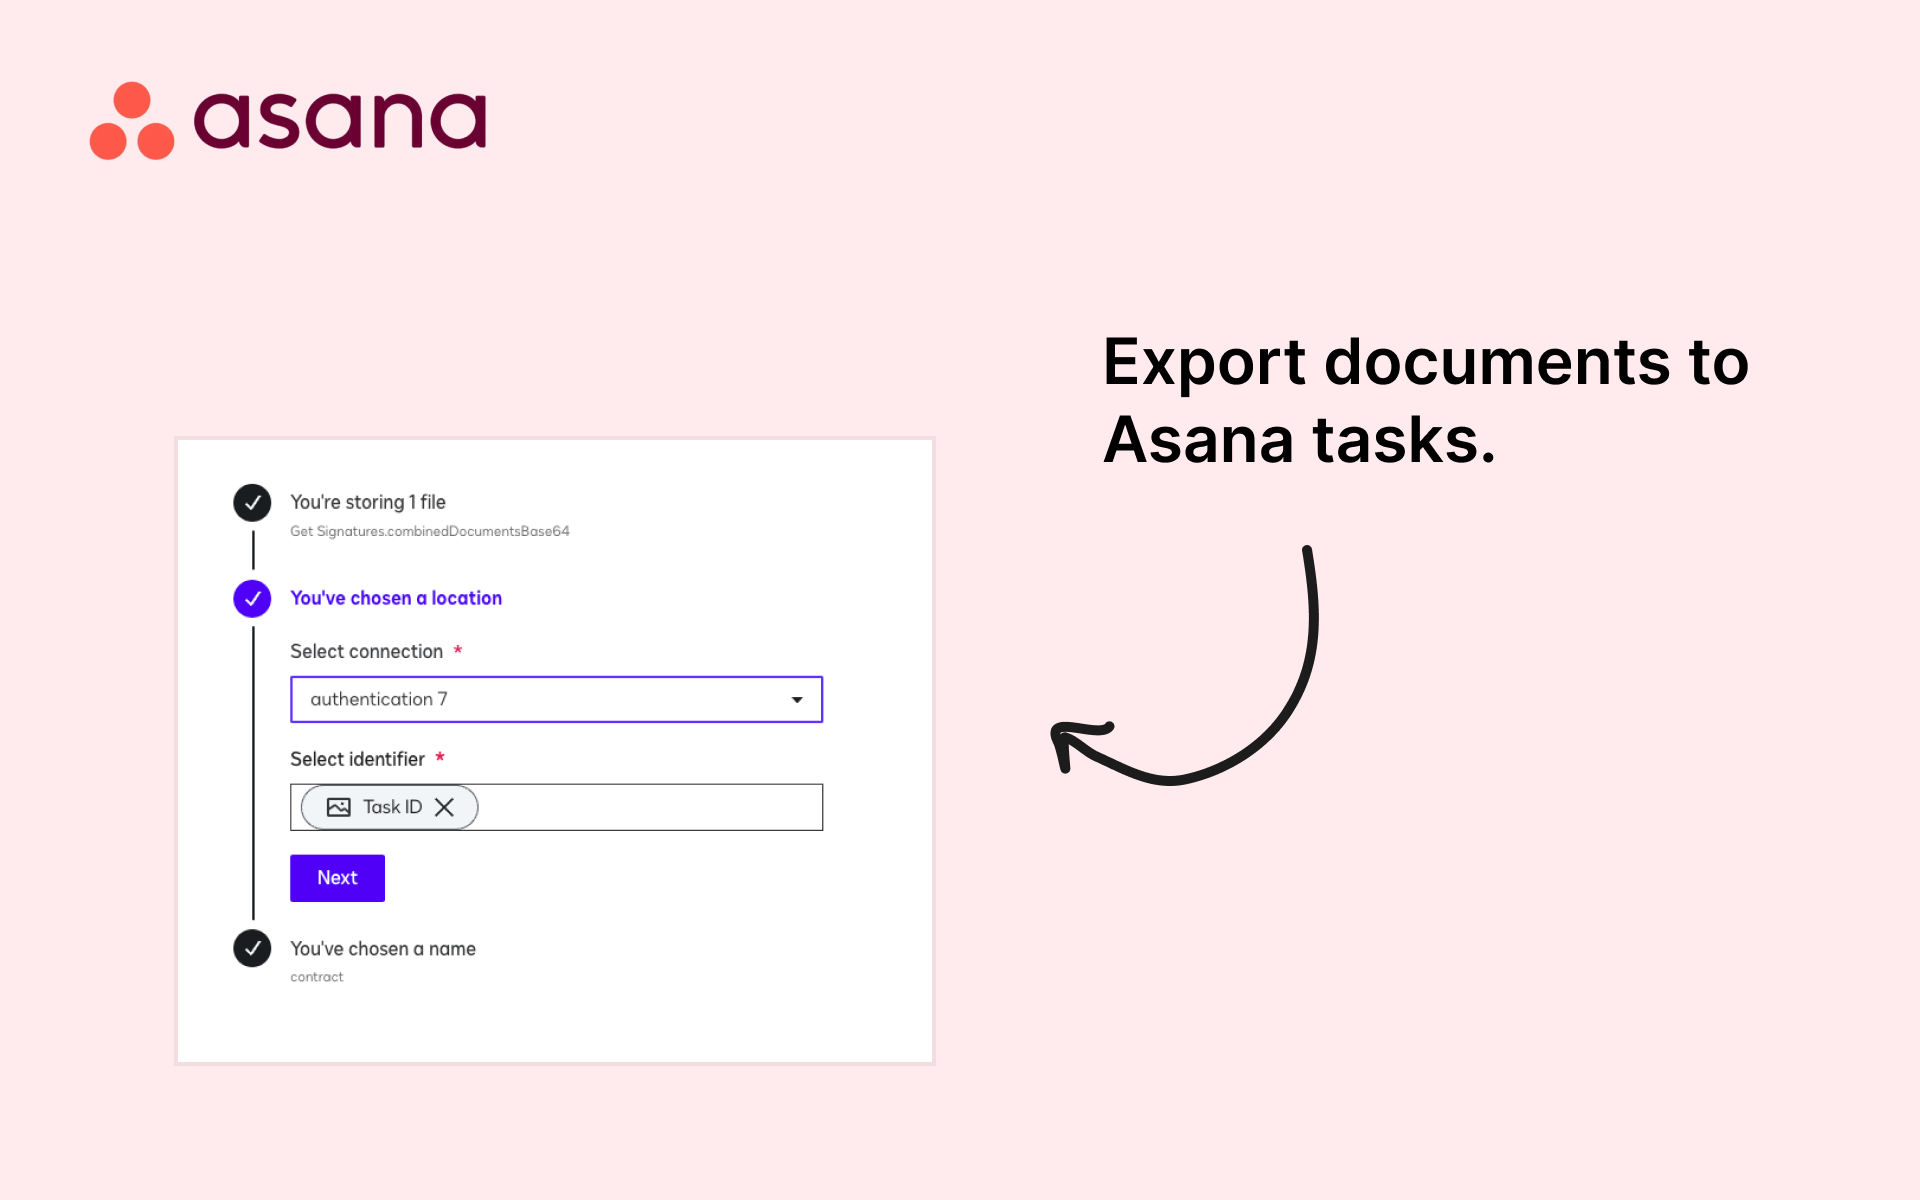 asana
Export documents to
Asana tasks.
You're storing 1 file
Get Signatures.combinedDocumentsBase64
You've chosen a location
Select connection *
authentication 7
Select identifier *
Task ID
Next
You've chosen a name
contract